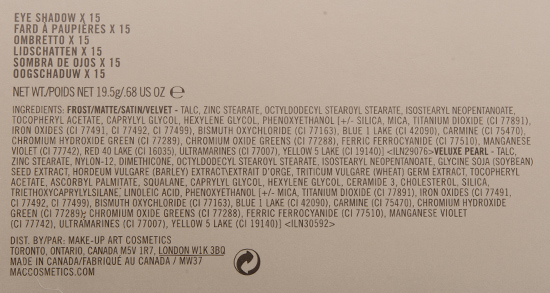 EYE SHADOW X 15
FARD À PAUPIÈRES X 15
OMBRETTO X 15
LIDSCHATTEN X 15
SOMBRA DE OJOS X 15
OOGSCHADUW X 15
NET WT/POIDS NET 19.5g/.68 US OZ ℮
INGREDIENTS: FROST/MATTE/SATIN/VELVET - TALC, ZINC STEARATE, OCTYLDODECYL STEAROYL STEARATE, ISOSTEARYL NEOPENTANOATE,
TOCOPHERYL ACETATE, CAPRYLYL GLYCOL, HEXYLENE GLYCOL, PHENOXYETHANOL [+/- SILICA, MICA, TITANIUM DIOXIDE (CI 77891),
IRON OXIDES (CI 77491, CI 77492, CI 77499), BISMUTH OXYCHLORIDE (CI 77163), BLUE 1 LAKE (CI 42090), CARMINE (CI 75470),
CHROMIUM HYDROXIDE GREEN (CI 77289), CHROMIUM OXIDE GREENS (CI 77288), FERRIC FERROCYANIDE (CI 77510), MANGANESE
VIOLET (CI 77742), RED 40 LAKE (CI 16035), ULTRAMARINES (CI 77007), YELLOW 5 LAKE (CI 19140)] <ILN29076> VELUXE PEARL - TALC,
ZINC STEARATE, NYLON-12, DIMETHICONE, OCTYLDODECYL STEAROYL STEARATE, ISOSTEARYL NEOPENTANOATE, GLYCINE SOJA (SOYBEAN)
SEED EXTRACT, HORDEUM VULGARE (BARLEY) EXTRACT\EXTRAIT D'ORGE, TRITICUM VULGARE (WHEAT) GERM EXTRACT, TOCOPHERYL
ACETATE, ASCORBYL PALMITATE, SQUALANE, CAPRYLYL GLYCOL, HEXYLENE GLYCOL, CERAMIDE 3, CHOLESTEROL, SILICA,
TRIETHOXYCAPRYLYLSILANE, LINOLEIC ACID, PHENOXYETHANOL [+/- MICA, TITANIUM DIOXIDE (CI 77891), IRON OXIDES (CI 77491,
CI 77492, CI 77499), BISMUTH OXYCHLORIDE (CI 77163), BLUE 1 LAKE (CI 42090), CARMINE (CI 75470), CHROMIUM HYDROXIDE
GREEN (CI 77289), CHROMIUM OXIDE GREENS (CI 77288), FERRIC FERROCYANIDE (CI 77510), MANGANESE VIOLET
(CI 77742), ULTRAMARINES (CI 77007), YELLOW 5 LAKE (CI 19140)] <ILN30592>
DIST. BY/PAR: MAKE-UP ART COSMETICS
TORONTO, ONTARIO, CANADA M5V 1R7, LONDON W1K 3BQ
MADE IN CANADA/FABRIQUÉ AU CANADA / MW37
MACCOSMETICS.COM